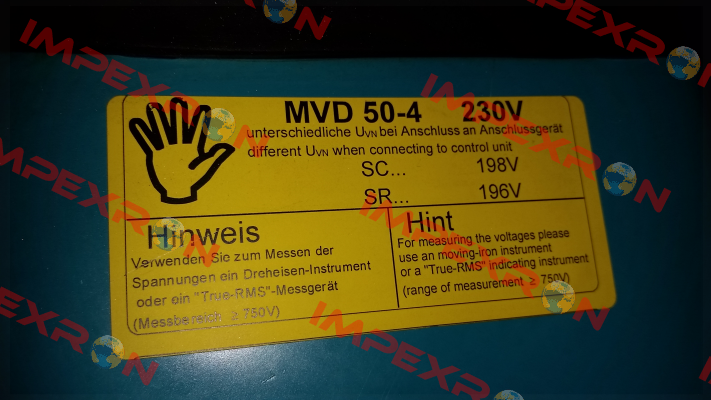 MVD 50-4 230V
unterschiedliche UVN bei Anschluss an Anschlussgerät
different UVN when connecting to control unit
SC... 198V
SR... 196V
Hinweis
Verwenden Sie zum Messen der
Spannungen ein Dreheisen-Instrument
oder ein "True-RMS"-Messgerät
(Messbereich ≥ 750V)
Hint
For measuring the voltages please
use an moving-iron instrument
or a "True-RMS" indicating instrument
(range of measurement ≥ 750V)
IMPEXRON
IMPEXRON
IMPEXRON
IMPEXRON
IMPEXRON
IMPEXRON
IMPEXRON